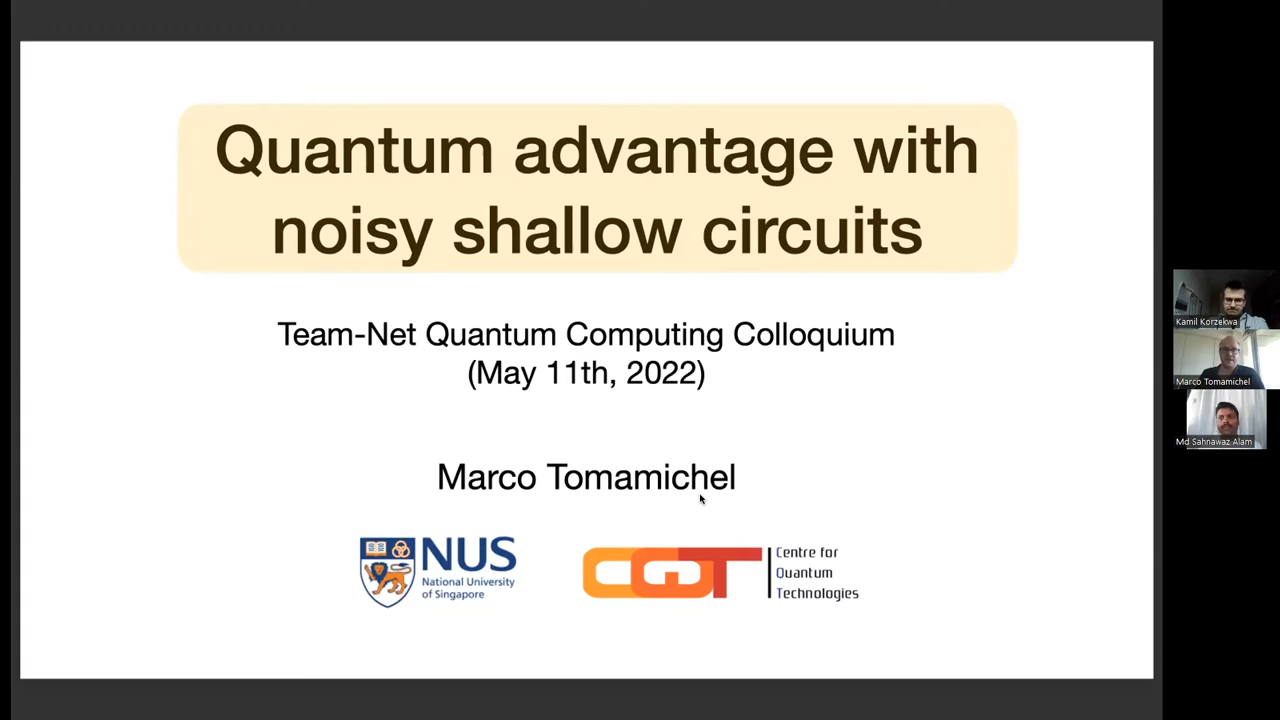 Quantum advantage with
noisy shallow circuits
Team-Net Quantum Computing Colloquium
(May 11th, 2022)
Marco Tomamichel
NUS
National University
of Singapore
CQT
Centre for
Quantum
Technologies
Kamil Korzekwa
Marco Tomamichel
Md Sahnawaz Alam